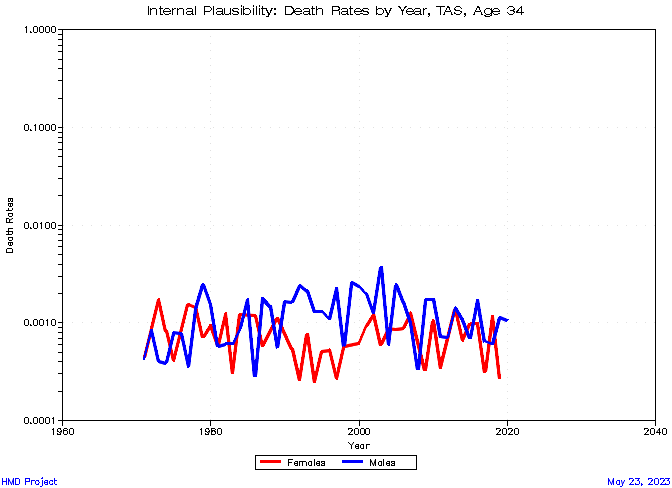 Internal Plausibility: Death Rates by Year, TAS, Age 34
1.0000
0.1000
0.0100
0.0010
0.0001
Death Rates
1960 1980 2000 2020 2040
Year
Females Males
HMD Project May 23, 2023